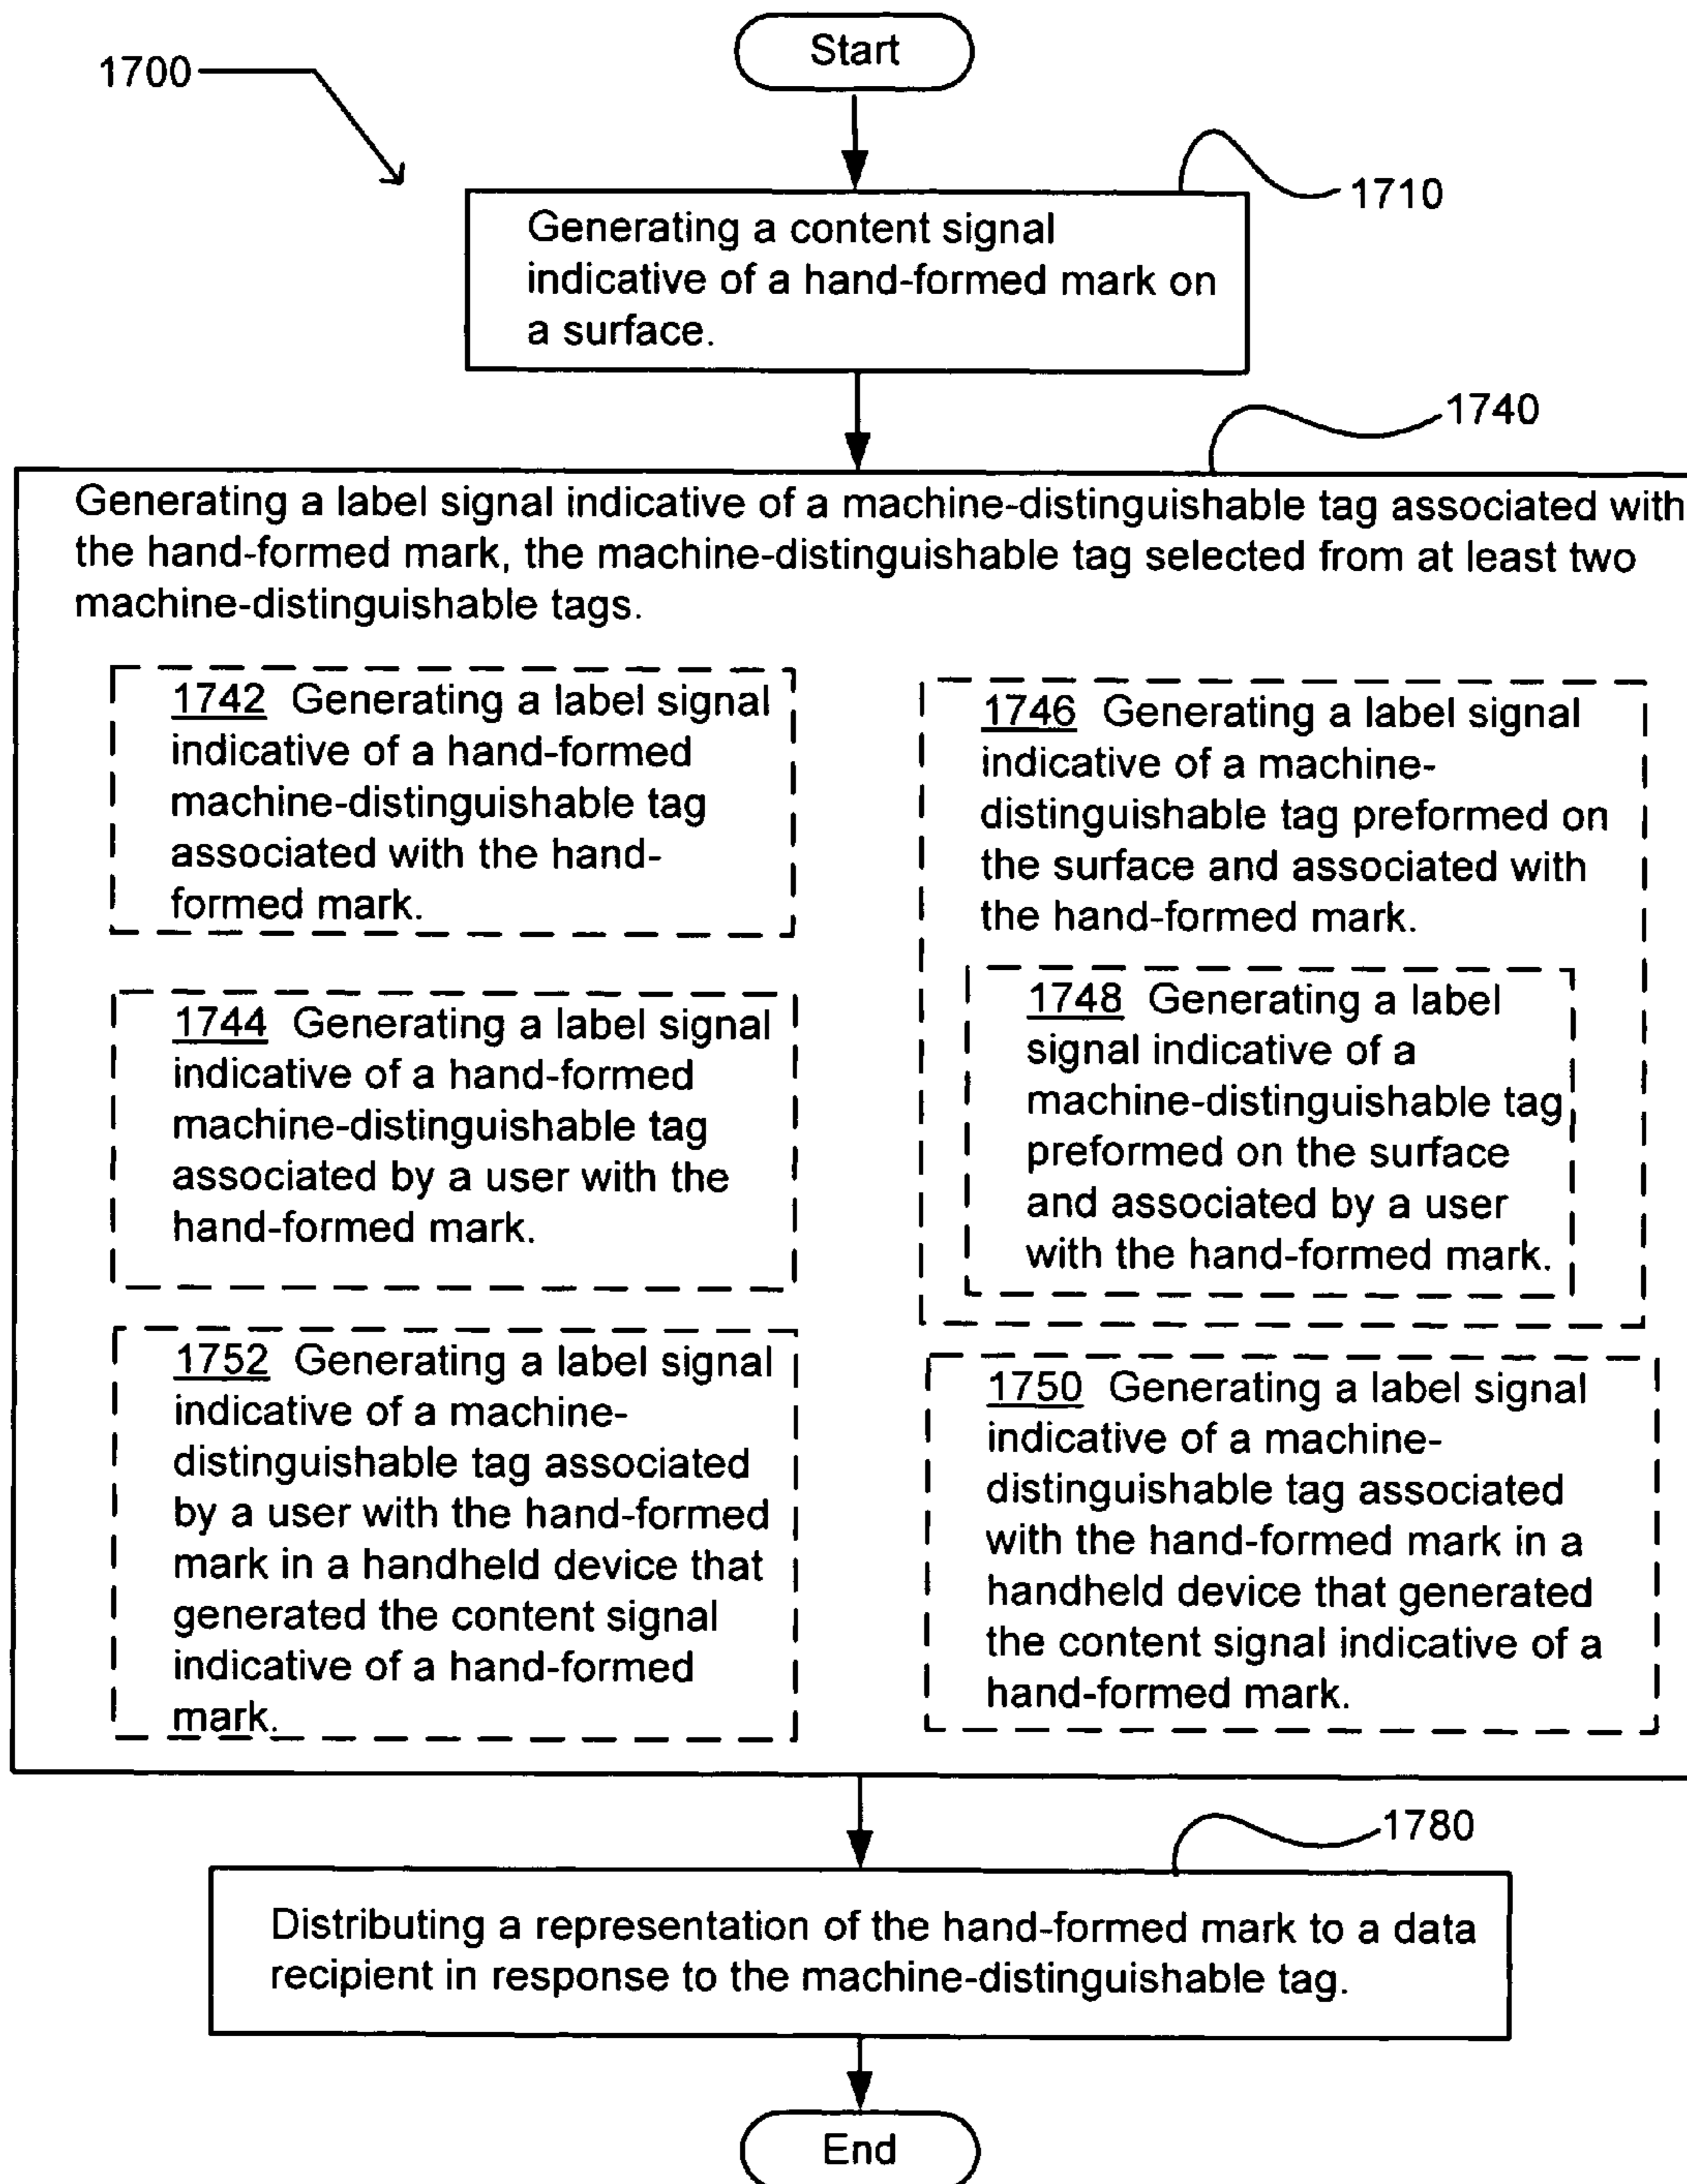 Start
1700
1710
Generating a content signal
indicative of a hand-formed mark on
a surface.
1740
Generating a label signal indicative of a machine-distinguishable tag associated with
the hand-formed mark, the machine-distinguishable tag selected from at least two
machine-distinguishable tags.
1742 Generating a label signal
indicative of a hand-formed
machine-distinguishable tag
associated with the hand-
formed mark.
1744 Generating a label signal
indicative of a hand-formed
machine-distinguishable tag
associated by a user with the
hand-formed mark.
1752 Generating a label signal
indicative of a machine-
distinguishable tag associated
by a user with the hand-formed
mark in a handheld device that
generated the content signal
indicative of a hand-formed
mark.
1746 Generating a label signal
indicative of a machine-
distinguishable tag preformed on
the surface and associated with
the hand-formed mark.
1748 Generating a label
signal indicative of a
machine-distinguishable tag
preformed on the surface
and associated by a user
with the hand-formed mark.
1750 Generating a label signal
indicative of a machine-
distinguishable tag associated
with the hand-formed mark in a
handheld device that generated
the content signal indicative of a
hand-formed mark.
1780
Distributing a representation of the hand-formed mark to a data
recipient in response to the machine-distinguishable tag.
End